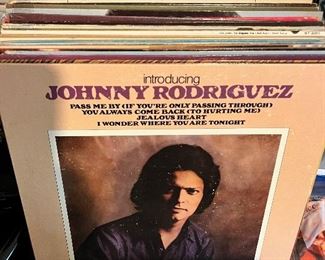 introducing
JOHNNY RODRIGUEZ
PASS ME BY (IF YOU'RE ONLY PASSING THROUGH)
YOU ALWAYS COME BACK (TO HURTING ME)
JEALOUS HEART
I WONDER WHERE YOU ARE TONIGHT